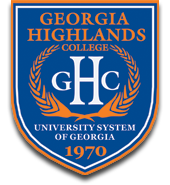 GEORGIA
HIGHLANDS
COLLEGE
GHC
UNIVERSITY SYSTEM
OF GEORGIA
1970